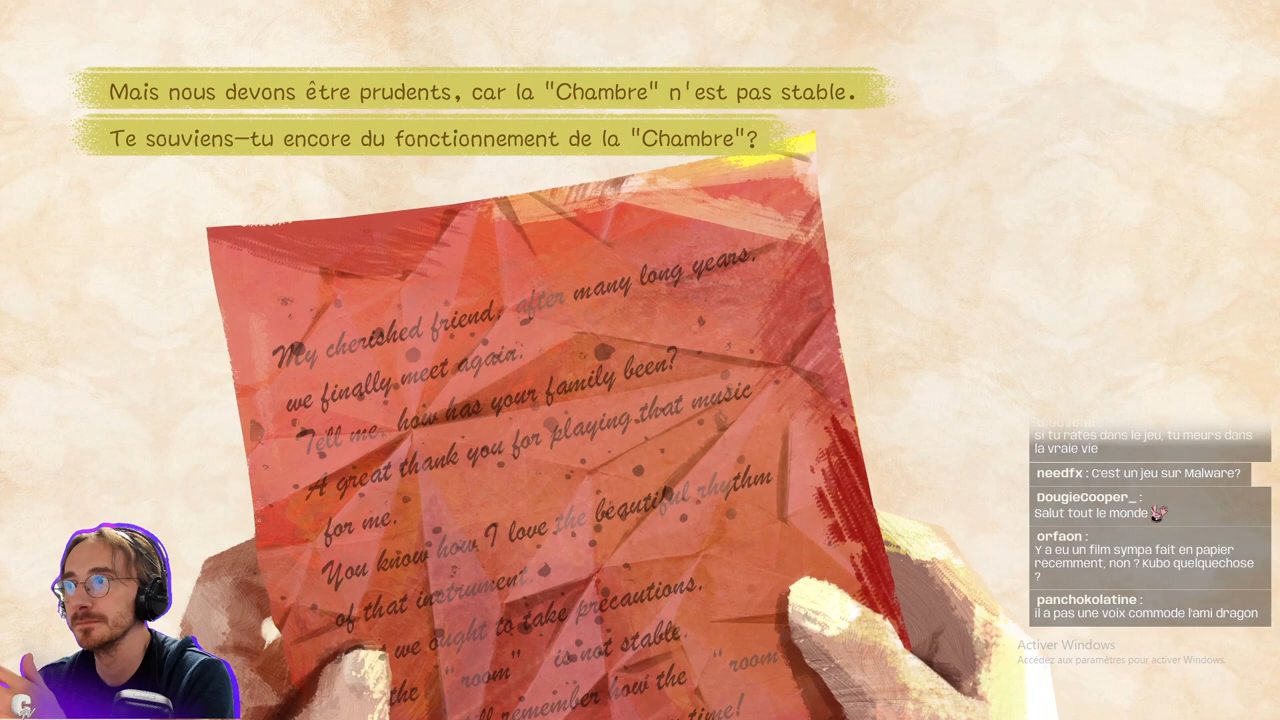 Mais nous devons être prudents, car la "Chambre" n'est pas stable.
Te souviens-tu encore du fonctionnement de la "Chambre"?
My cherished friend, after many long years,
we finally meet again.
Tell me, how has your family been?
A great thank you for playing that music
for me.
You know how I love the beautiful rhythm
of that instrument.
we ought to take precautions.
the "room" is not stable.
remember how the "room
time!
si tu rates dans le jeu, tu meurs dans
la vraie vie
needfx : C'est un jeu sur Malware?
DougieCooper_ :
Salut tout le monde
orfaon :
Y a eu un film sympa fait en papier
récemment, non ? Kubo quelquechose
?
panchokolatine :
il a pas une voix commode l'ami dragon
Activer Windows
Accédez aux paramètres pour activer Windows.